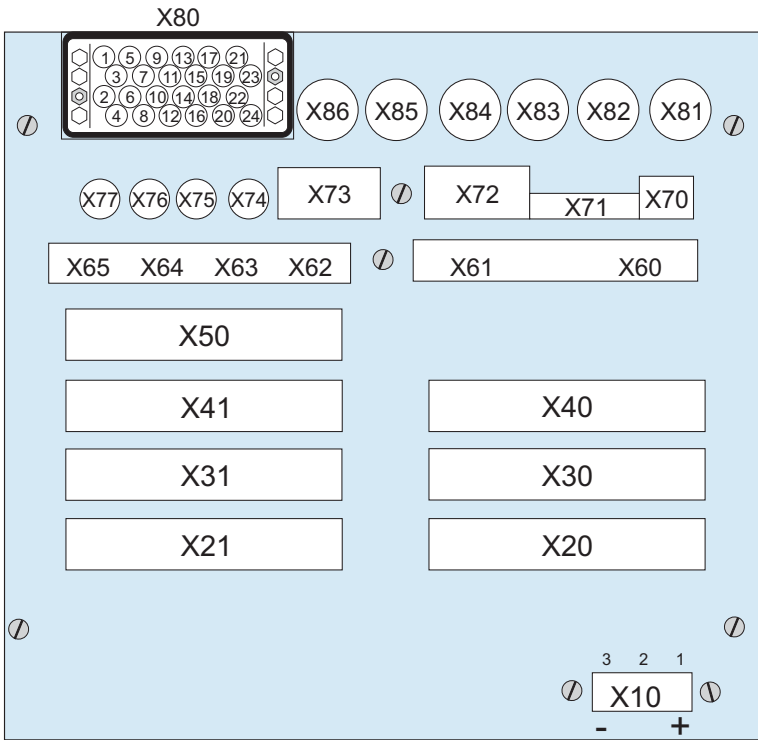 X80
1 5 9 13 17 21
3 7 11 15 19 23
2 6 10 14 18 22
4 8 12 16 20 24
X86 X85 X84 X83 X82 X81
X77 X76 X75 X74 X73 X72 X71 X70
X65 X64 X63 X62 X61 X60
X50
X41 X40
X31 X30
X21 X20
3 2 1
X10
- +